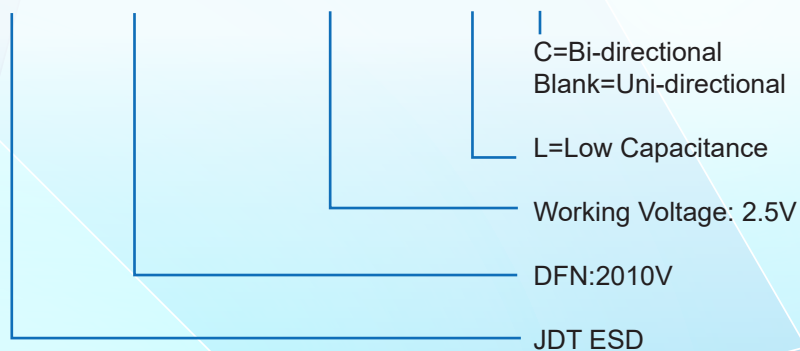 C=Bi-directional
Blank=Uni-directional
L=Low Capacitance
Working Voltage: 2.5V
DFN:2010V
JDT ESD